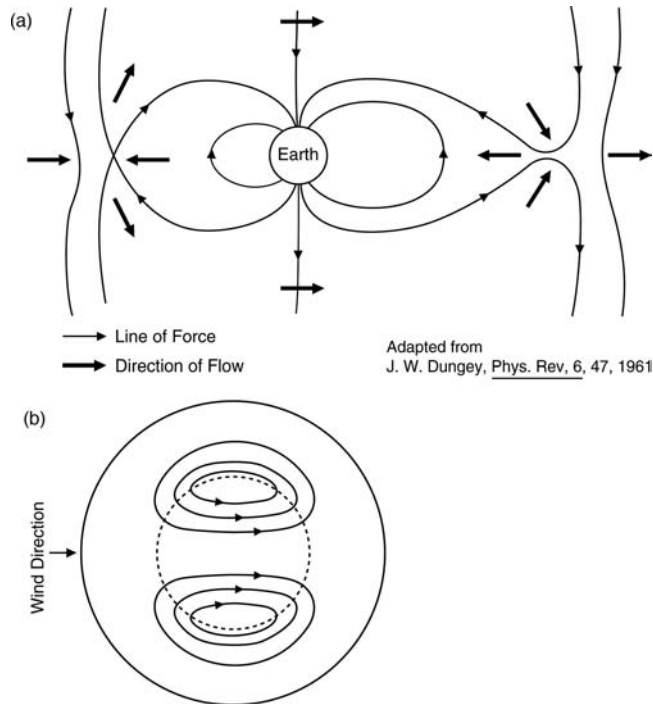 (a)
Earth
Line of Force
Direction of Flow
Adapted from
J. W. Dungey, Phys. Rev, 6, 47, 1961
(b)
Wind Direction